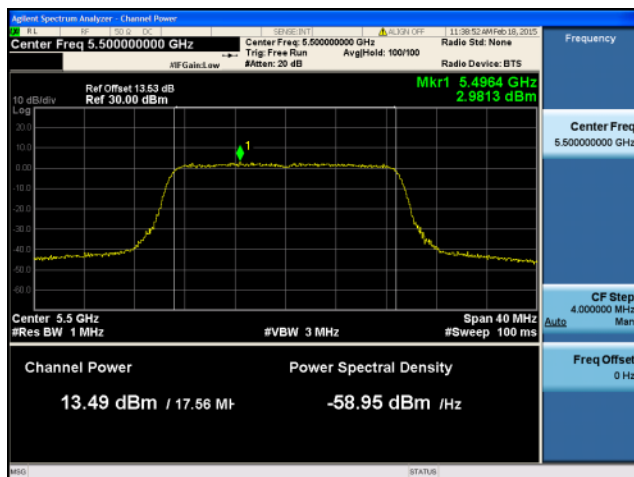 Agilent Spectrum Analyzer - Channel Power
RL RF 50 Ω DC SENSE:INT ALIGN OFF 11:38:52 AM Feb 18, 2015
Center Freq 5.500000000 GHz Center Freq: 5.500000000 GHz Radio Std: None
Trig: Free Run Avg|Hold: 100/100
#IFGain:Low #Atten: 20 dB Radio Device: BTS
Frequency
Mkr1 5.4964 GHz
2.9813 dBm
Ref Offset 13.53 dB
10 dB/div Ref 30.00 dBm
Log
20.0
10.0
0.00
-10.0
-20.0
-30.0
-40.0
-50.0
-60.0
1
Center 5.5 GHz Span 40 MHz
#Res BW 1 MHz #VBW 3 MHz #Sweep 100 ms
Channel Power Power Spectral Density
13.49 dBm / 17.56 MH -58.95 dBm /Hz
Center Freq
5.500000000 GHz
CF Step
4.000000 MHz
Auto Man
Freq Offset
0 Hz
MSG STATUS